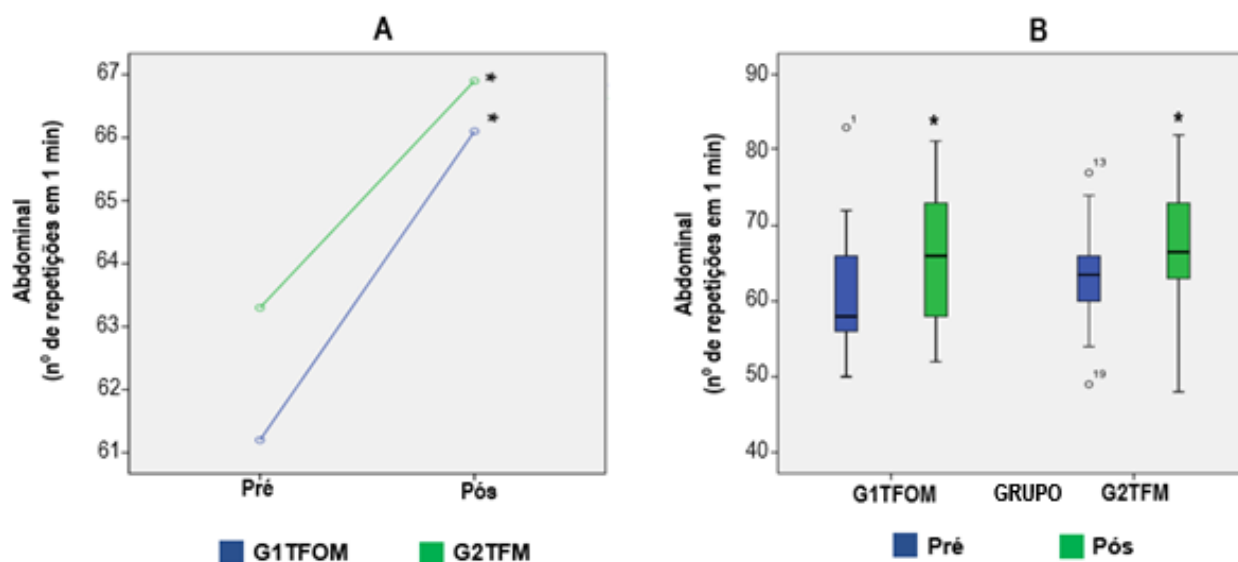 A
Abdominal
(nº de repetições em 1 min)
67
66
65
64
63
62
61
*
*
Pré
Pós
G1TFOM
G2TFM
B
Abdominal
(nº de repetições em 1 min)
90
80
70
60
50
40
1
*
13
19
*
G1TFOM
GRUPO
G2TFM
Pré
Pós